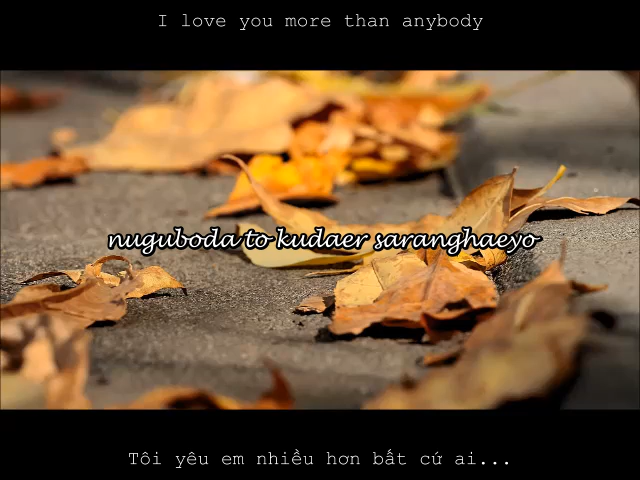 I love you more than anybody
nuguboda to kudaer saranghaeyo
Tôi yêu em nhiều hơn bất cứ ai...